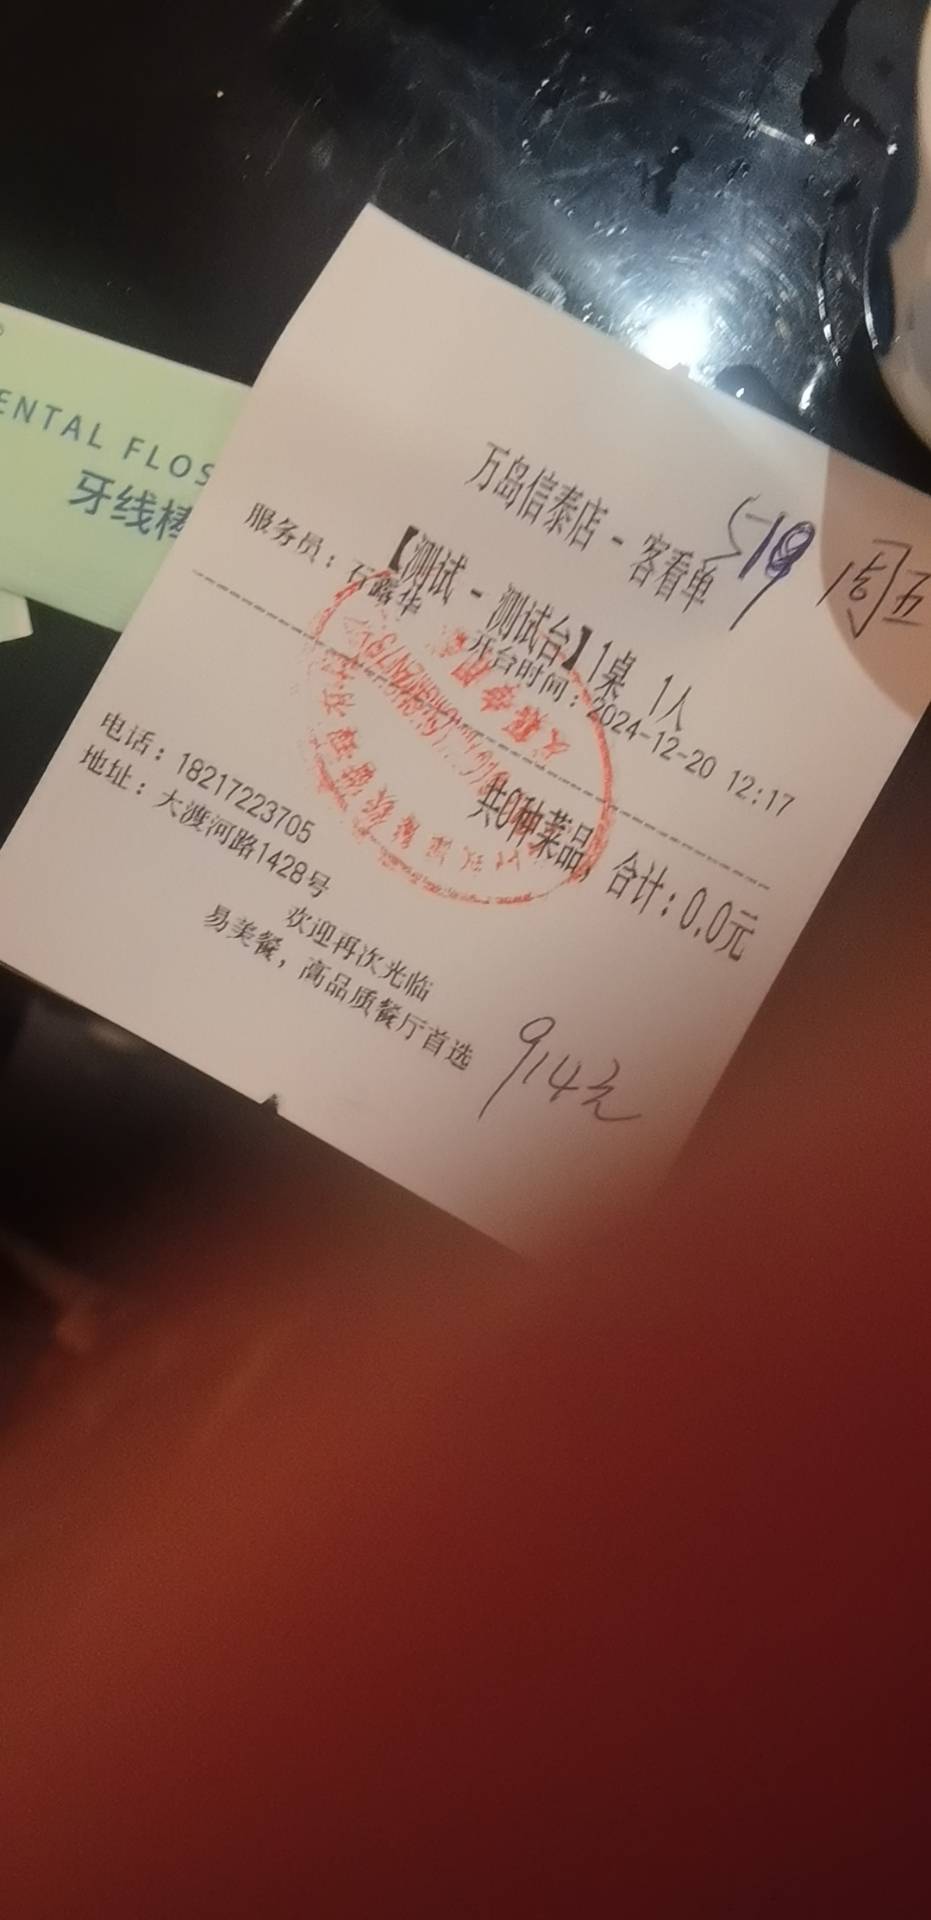 ENTAL FLOS
牙线棒
万岛信泰店 - 客看单
周五
【测试 - 测试台】1桌 1人
服务员：石露华 开台时间：2024-12-20 12:17
共0种菜品，合计：0.0元
电话：18217223705
地址：大渡河路1428号
欢迎再次光临
易美餐，高品质餐厅首选
914元